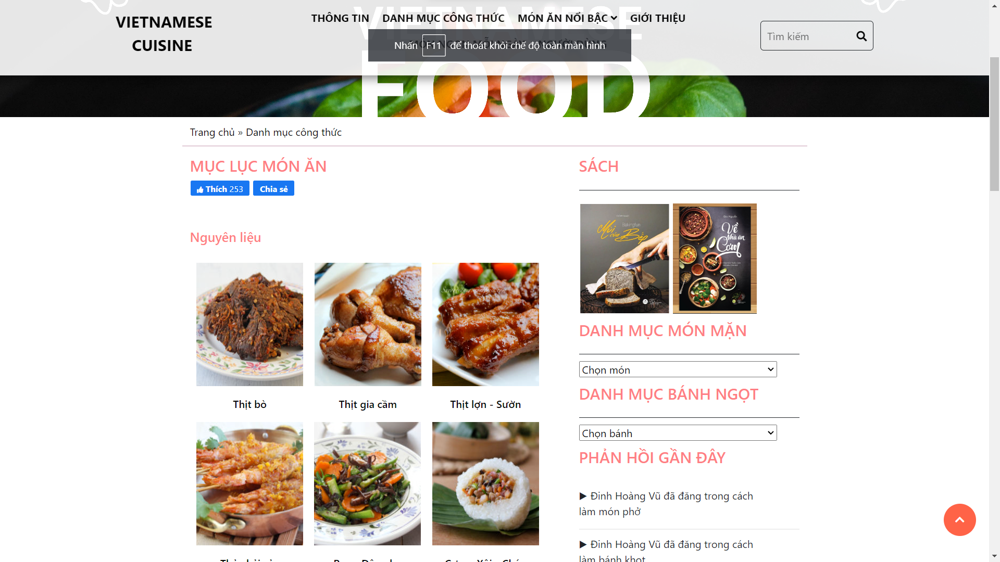 VIETNAMESE
CUISINE
THÔNG TIN
DANH MỤC CÔNG THỨC
MÓN ĂN NỔI BẬC
GIỚI THIỆU
Tìm kiếm
Nhấn F11 để thoát khỏi chế độ toàn màn hình
VIETNAMESE
FOOD
Trang chủ » Danh mục công thức
MỤC LỤC MÓN ĂN
Thích 253
Chia sẻ
Nguyên liệu
Thịt bò
Thịt gia cầm
Thịt lợn - Sườn
SÁCH
Bakingfun
Mùi của Bếp
Đức Nguyễn
Về Nhà ăn Cơm
DANH MỤC MÓN MẶN
Chọn món
DANH MỤC BÁNH NGỌT
Chọn bánh
PHẢN HỒI GẦN ĐÂY
► Đinh Hoàng Vũ đã đăng trong cách
làm món phở
► Đinh Hoàng Vũ đã đăng trong cách
làm bánh khọt